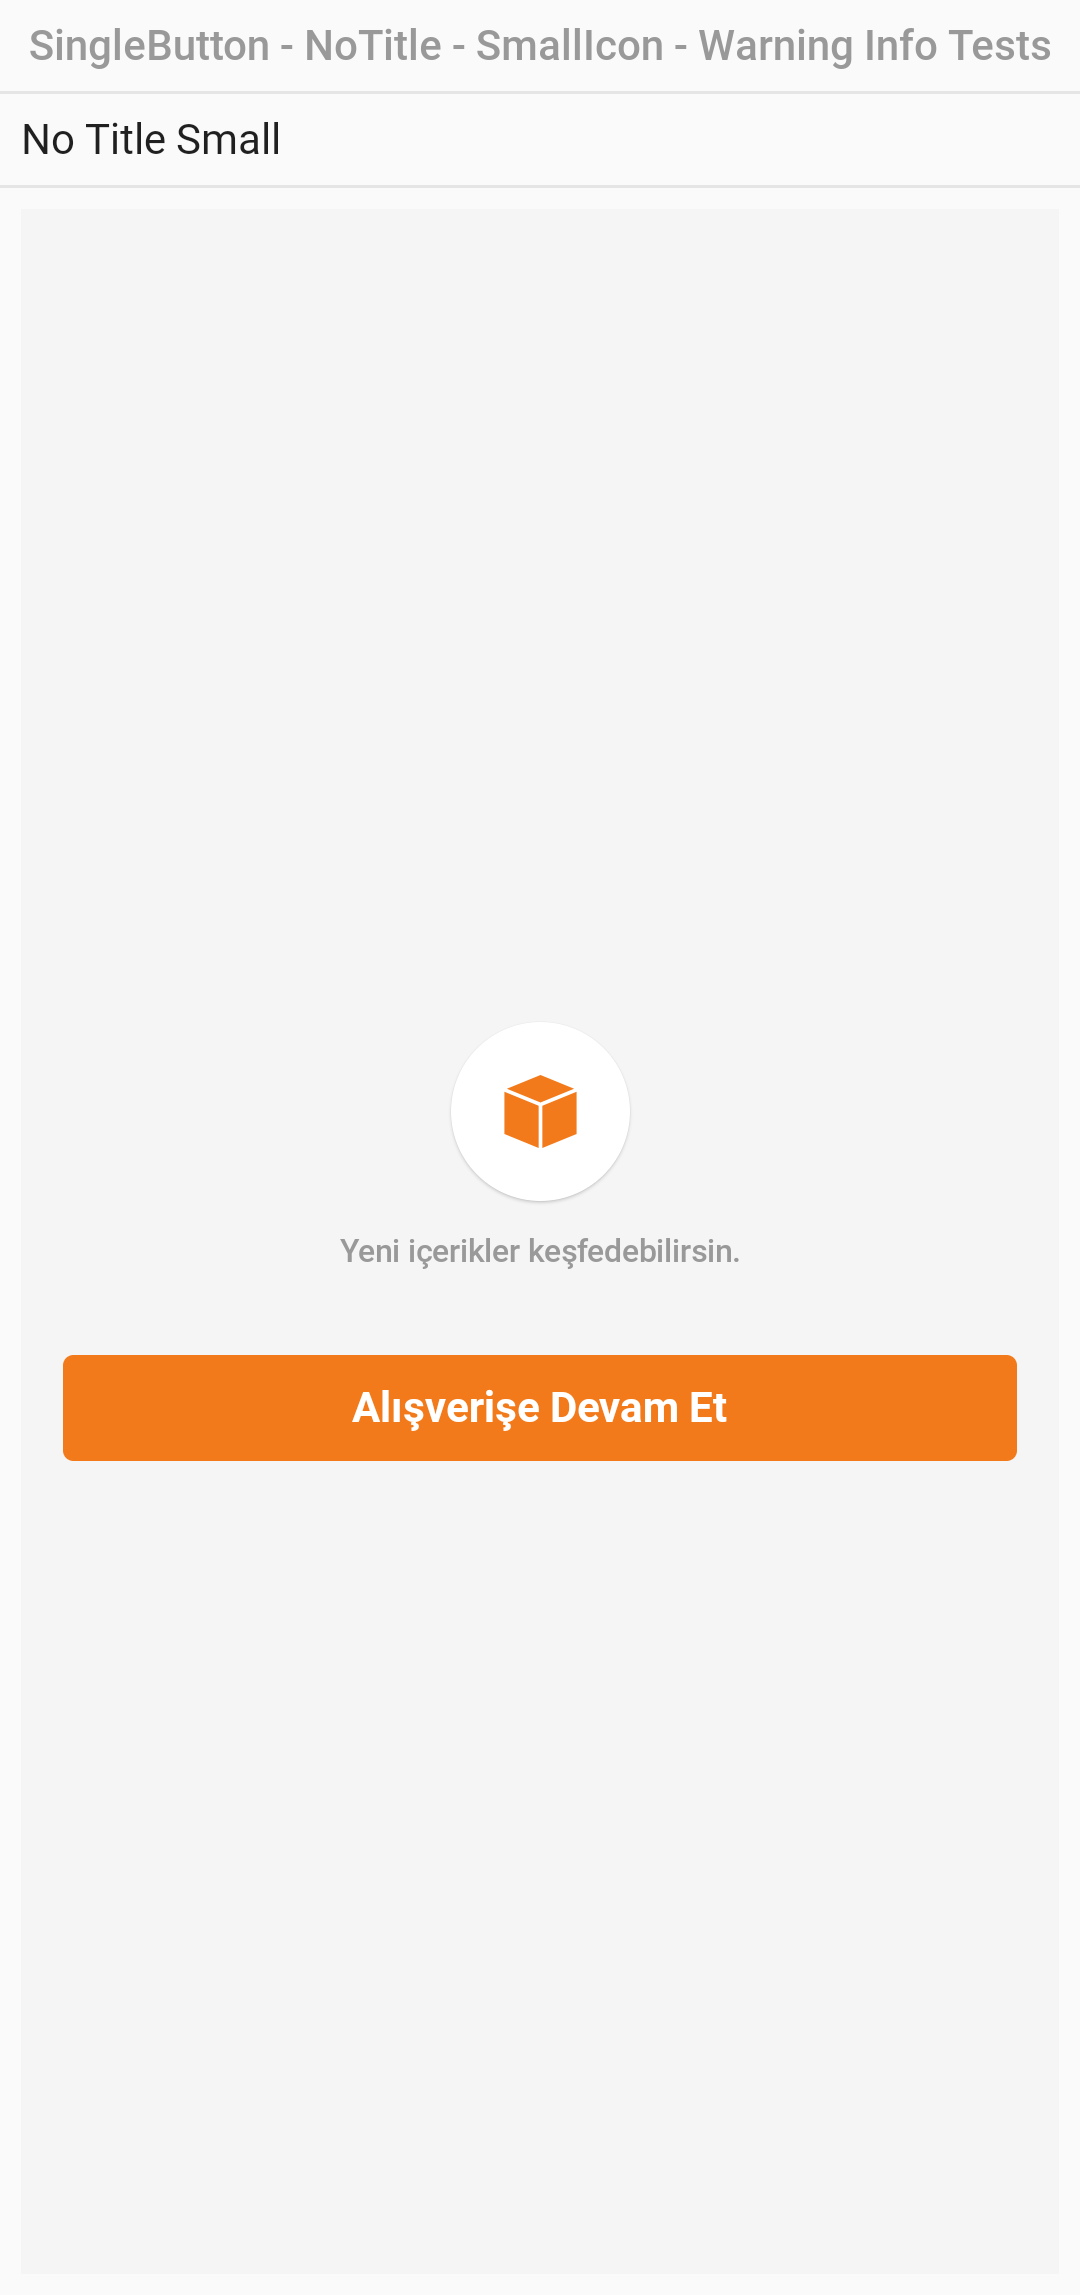 SingleButton - NoTitle - SmallIcon - Warning Info Tests
No Title Small
Yeni içerikler keşfedebilirsin.
Alışverişe Devam Et